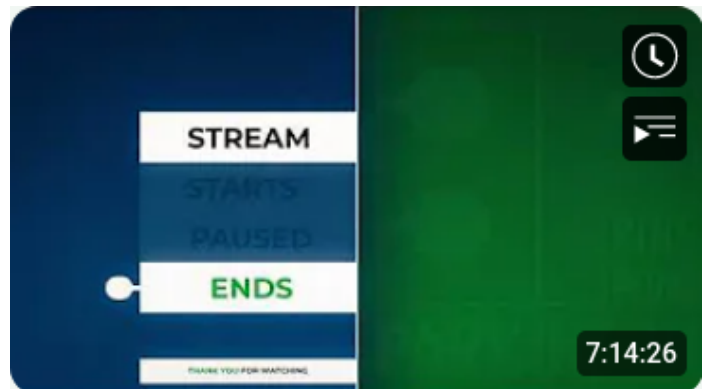 STREAM
STARTS
PAUSED
ENDS
THANK YOU FOR WATCHING
7:14:26